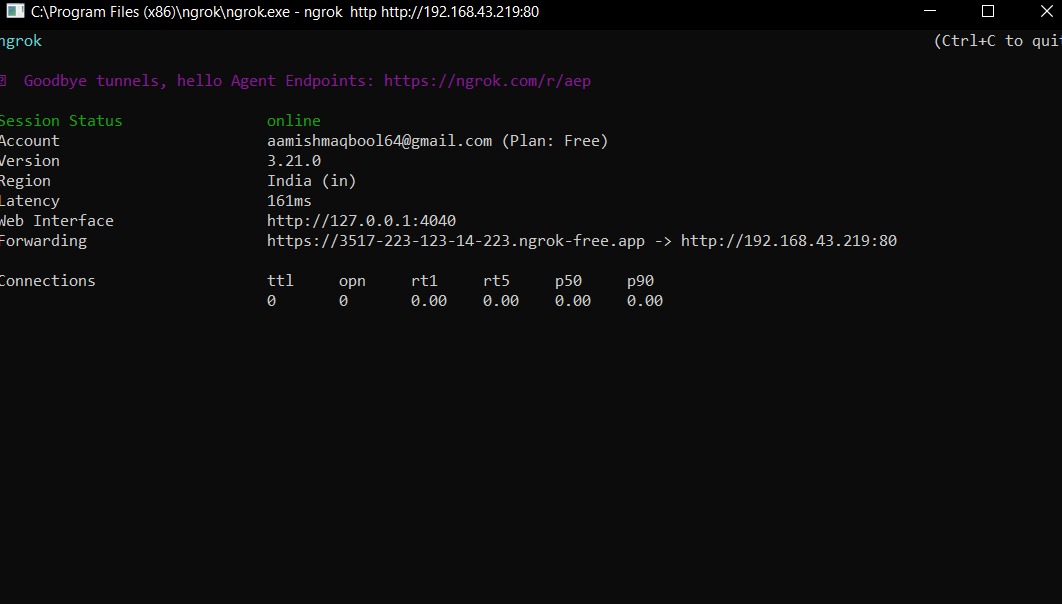 C:\Program Files (x86)\ngrok\ngrok.exe - ngrok  http http://192.168.43.219:80
ngrok (Ctrl+C to quit
Goodbye tunnels, hello Agent Endpoints: https://ngrok.com/r/aep
Session Status online
Account aamishmaqbool64@gmail.com (Plan: Free)
Version 3.21.0
Region India (in)
Latency 161ms
Web Interface http://127.0.0.1:4040
Forwarding https://3517-223-123-14-223.ngrok-free.app -> http://192.168.43.219:80
Connections ttl opn rt1 rt5 p50 p90
0 0 0.00 0.00 0.00 0.00